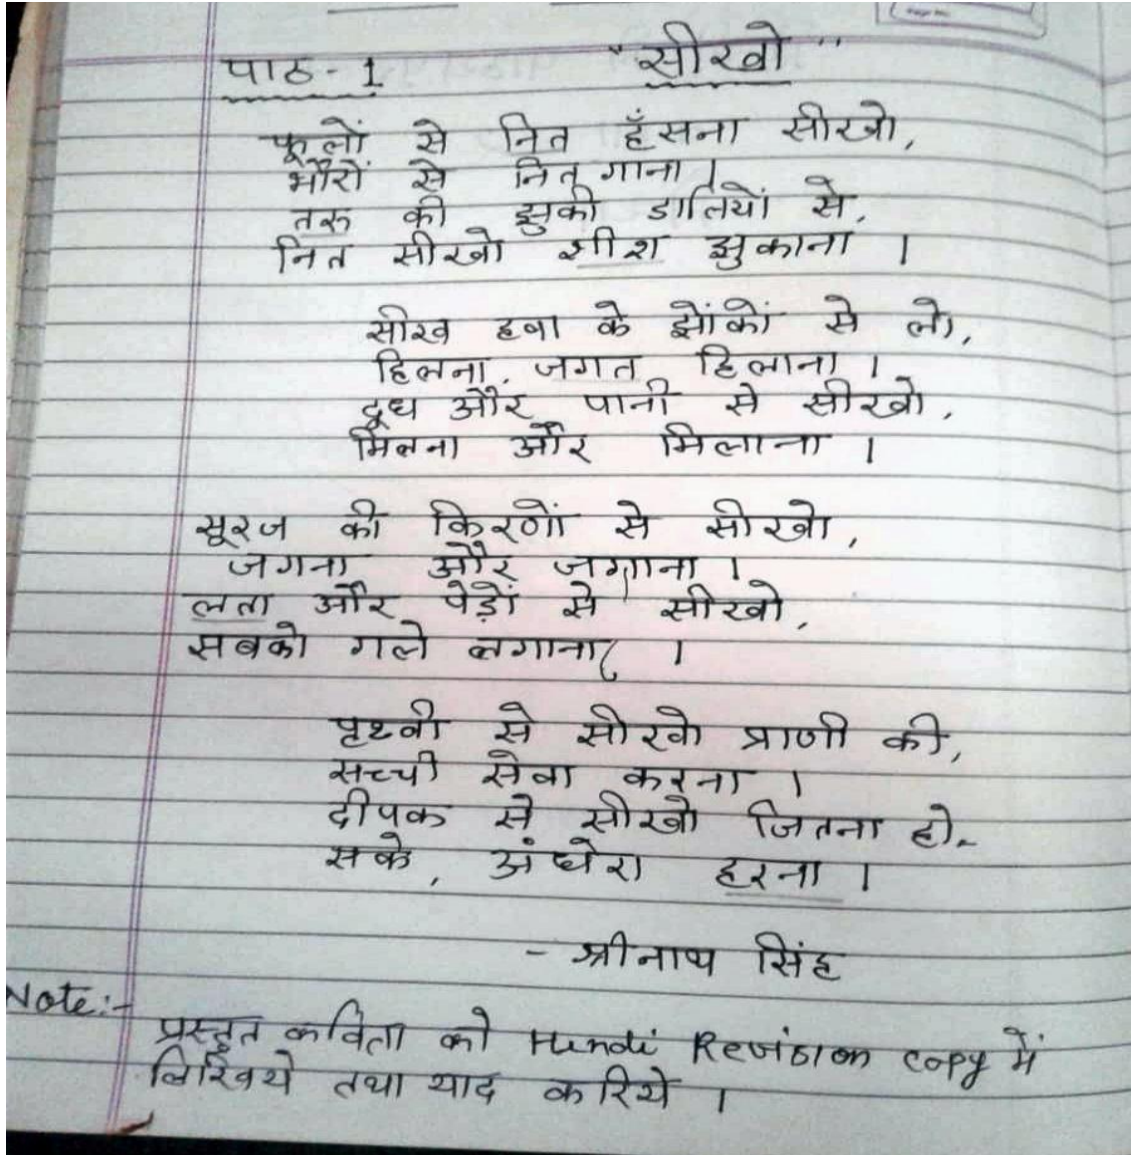 पाठ - 1 "सीखो"
फूलों से नित हँसना सीखो,
भौंरों से नित गाना।
तरु की झुकी डालियों से,
नित सीखो शीश झुकाना।
सीख हवा के झोंकों से लो,
हिलना, जगत हिलाना।
दूध और पानी से सीखो,
मिलना और मिलाना।
सूरज की किरणों से सीखो,
जगना और जगाना।
लता और पेड़ों से सीखो,
सबको गले लगाना।
पृथ्वी से सीखो प्राणी की,
सच्ची सेवा करना।
दीपक से सीखो जितना हो,
सके, अंधेरा हरना।
- श्रीनाथ सिंह
Note:-
प्रस्तुत कविता को Hindi Revision copy में
लिखिये तथा याद करिये।